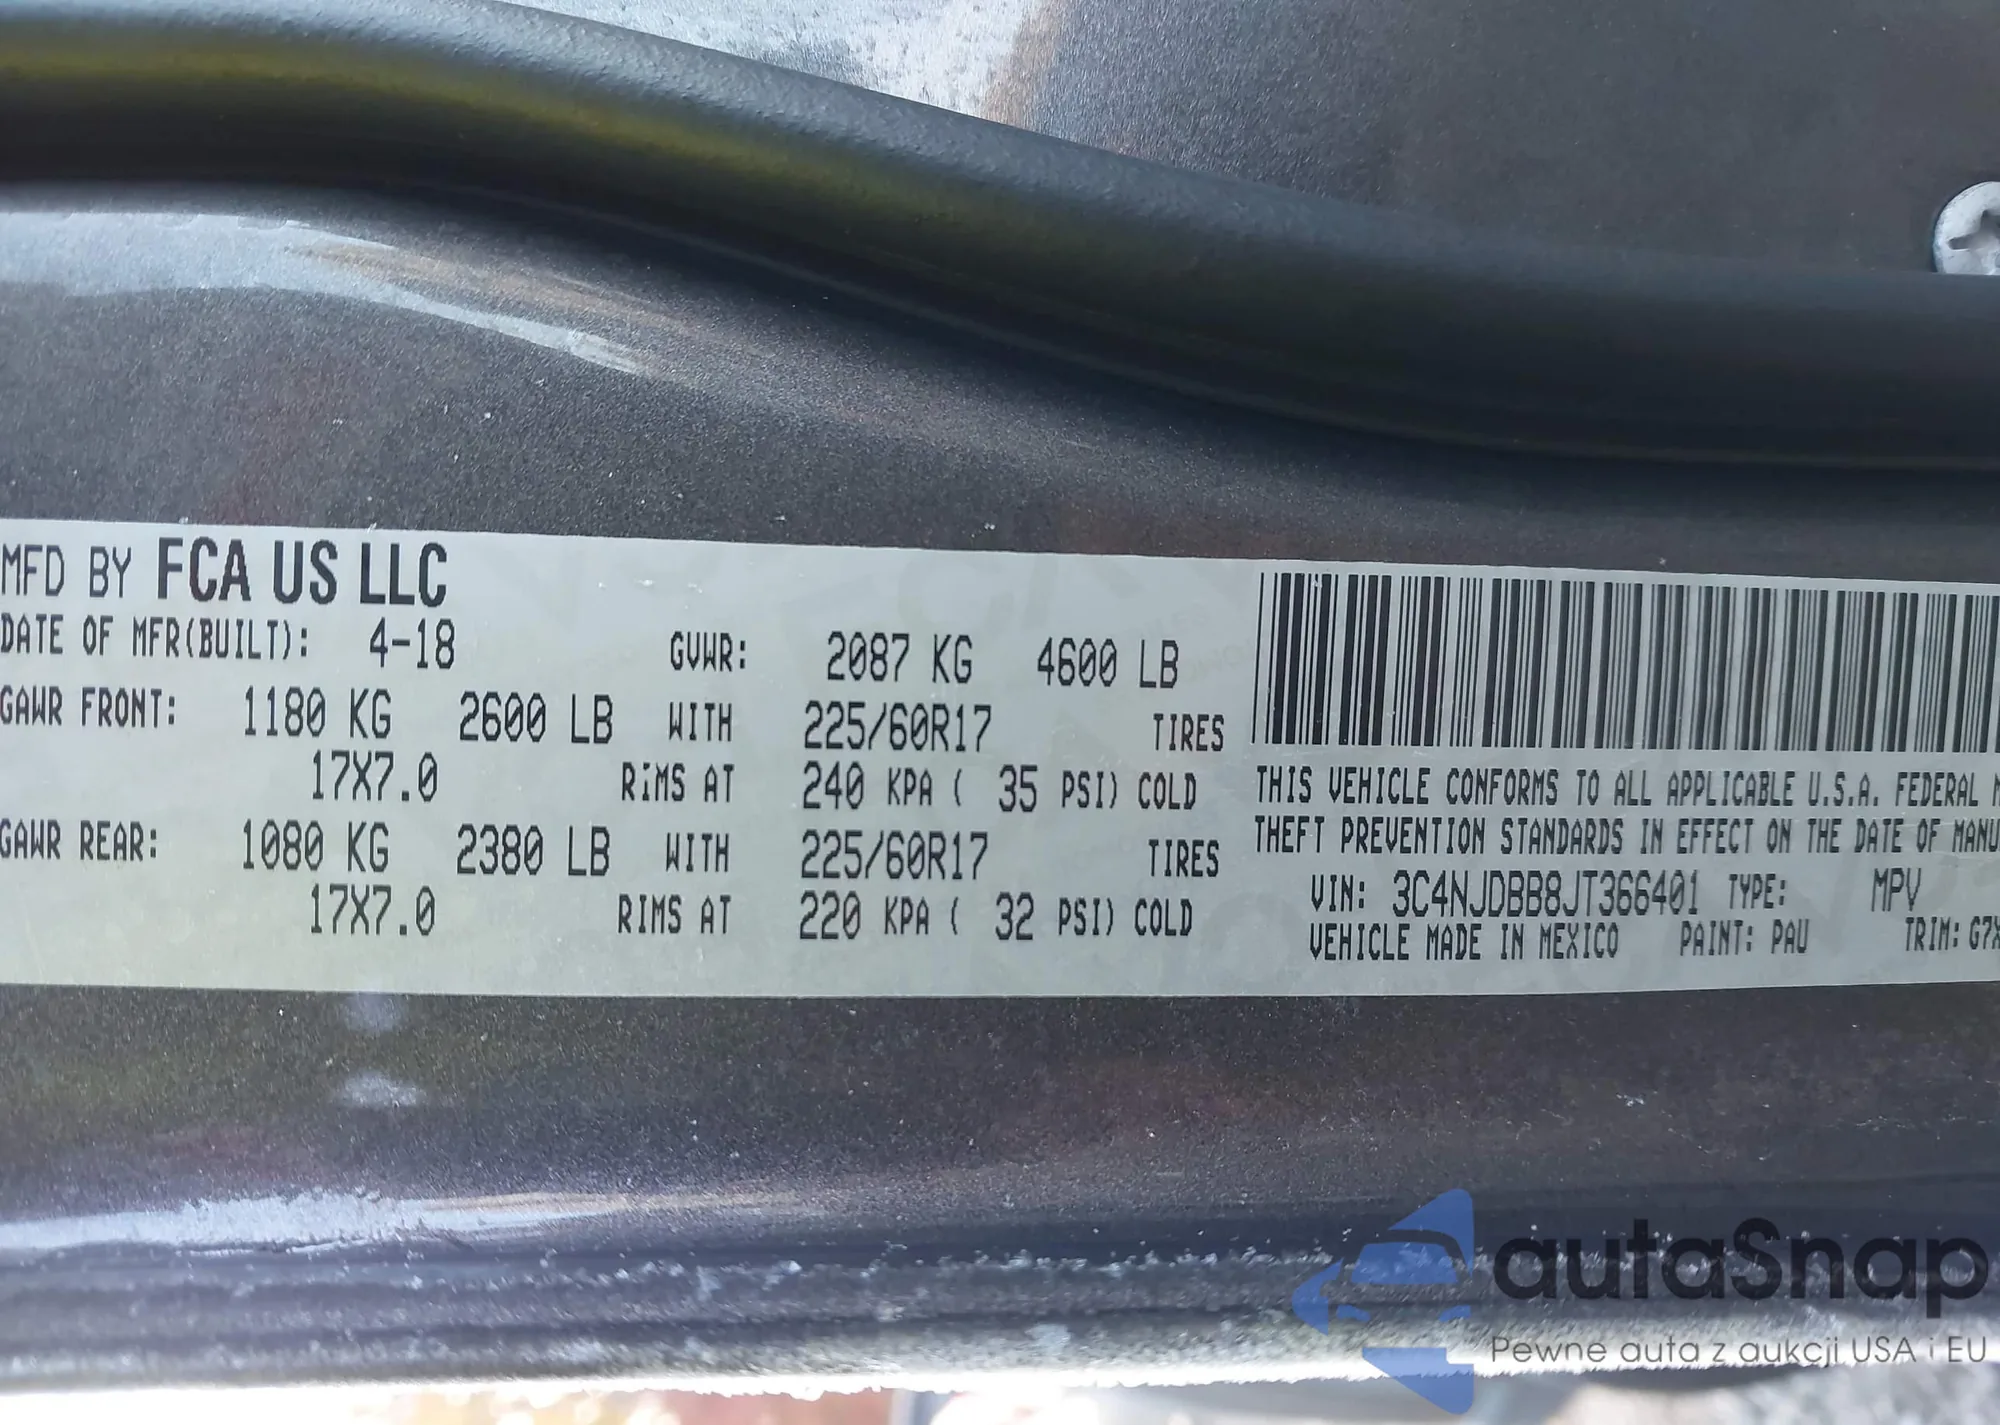 MFD BY FCA US LLC
DATE OF MFR(BUILT): 4-18 GVWR: 2087 KG 4600 LB
GAWR FRONT: 1180 KG 2600 LB WITH 225/60R17 TIRES
17X7.0 RIMS AT 240 KPA ( 35 PSI) COLD
GAWR REAR: 1080 KG 2380 LB WITH 225/60R17 TIRES
17X7.0 RIMS AT 220 KPA ( 32 PSI) COLD
THIS VEHICLE CONFORMS TO ALL APPLICABLE U.S.A. FEDERAL
THEFT PREVENTION STANDARDS IN EFFECT ON THE DATE OF MANU
VIN: 3C4NJDBB8JT366401 TYPE: MPV
VEHICLE MADE IN MEXICO PAINT: PAU TRIM: G7X
autaSnap
Pewne auta z aukcji USA i EU